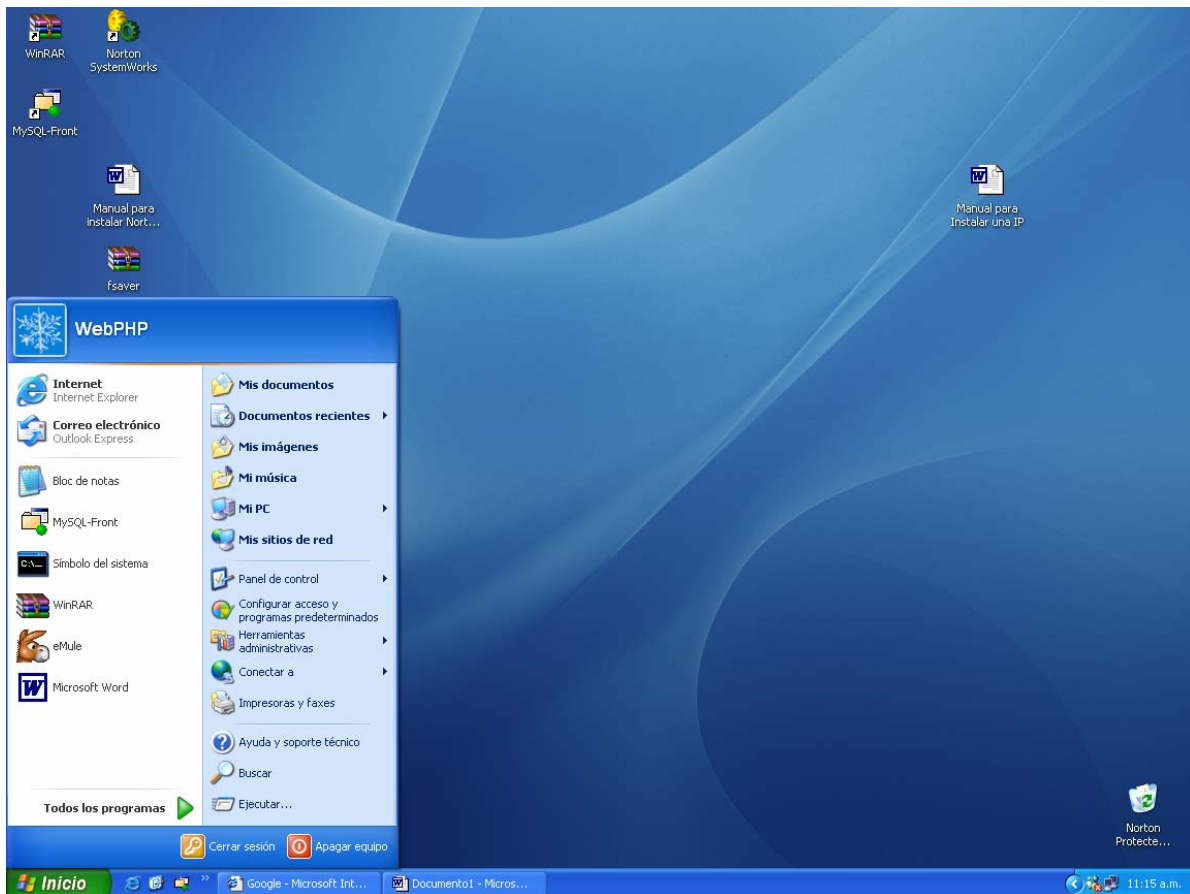 WinRAR
Norton
SystemWorks
MySQL-Front
Manual para
instalar Nort...
Manual para
Instalar una IP
fsaver
WebPHP
Internet
Internet Explorer
Correo electrónico
Outlook Express
Bloc de notas
MySQL-Front
C:\_
Símbolo del sistema
WinRAR
eMule
Microsoft Word
Todos los programas
Mis documentos
Documentos recientes
Mis imágenes
Mi música
Mi PC
Mis sitios de red
Panel de control
Configurar acceso y
programas predeterminados
Herramientas
administrativas
Conectar a
Impresoras y faxes
Ayuda y soporte técnico
Buscar
Ejecutar...
Cerrar sesión
Apagar equipo
Norton
Protecte...
Inicio
Google - Microsoft Int...
Documento1 - Micros...
11:15 a.m.